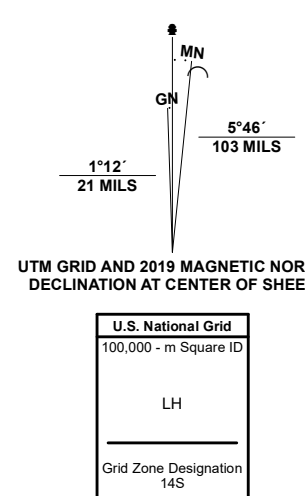 MN
GN
5°46´
103 MILS
1°12´
21 MILS
UTM GRID AND 2019 MAGNETIC NOR
DECLINATION AT CENTER OF SHEE
U.S. National Grid
100,000 - m Square ID
LH
Grid Zone Designation
14S